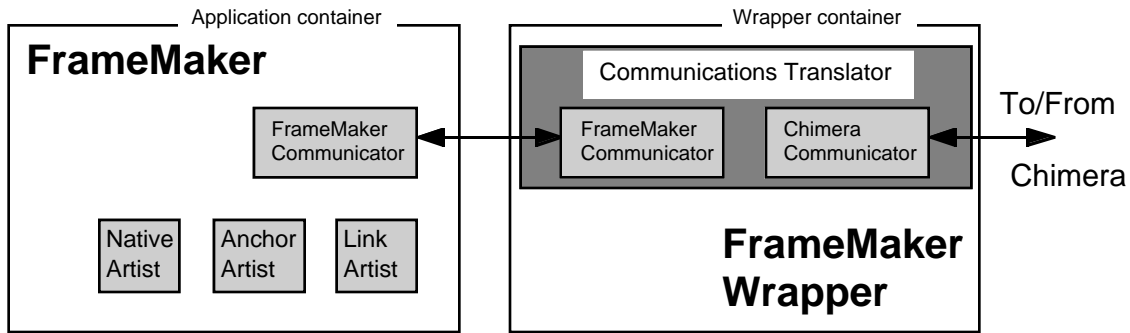 Application container
FrameMaker
FrameMaker
Communicator
Native
Artist
Anchor
Artist
Link
Artist
Wrapper container
Communications Translator
FrameMaker
Communicator
Chimera
Communicator
FrameMaker
Wrapper
To/From
Chimera